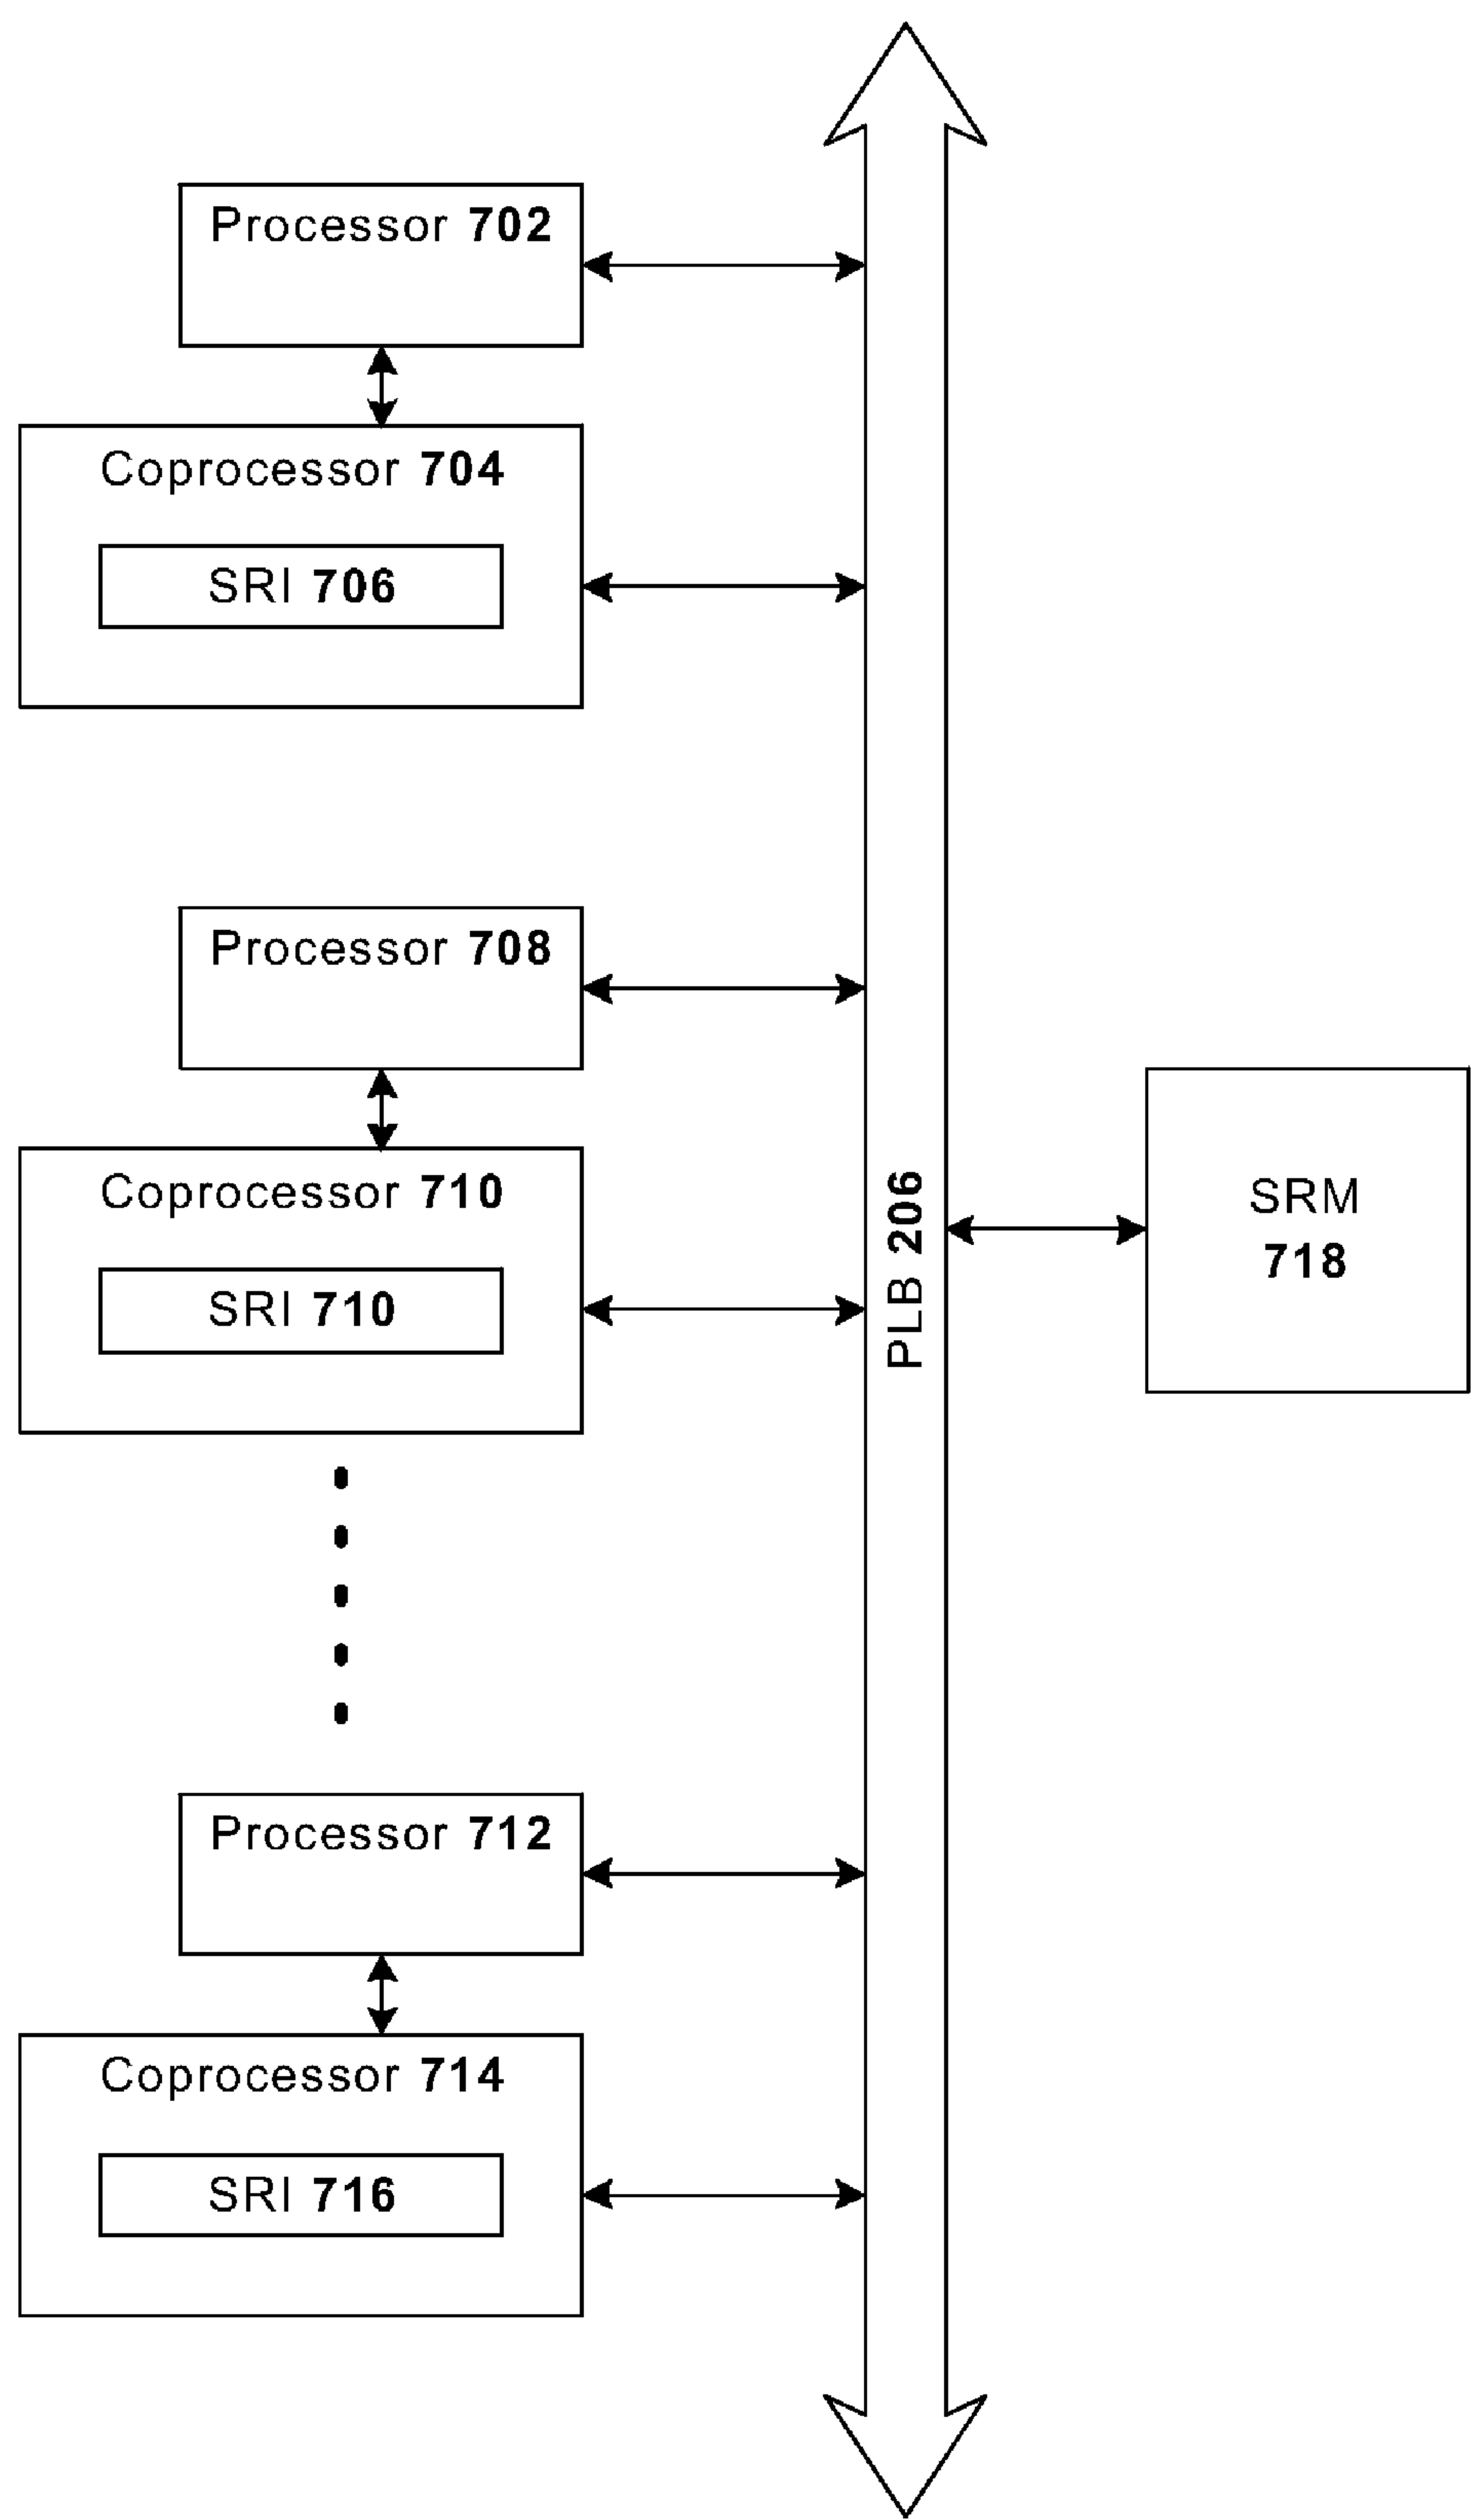 Processor 702
Coprocessor 704
SRI 706
Processor 708
Coprocessor 710
SRI 710
PLB 206
SRM
718
Processor 712
Coprocessor 714
SRI 716